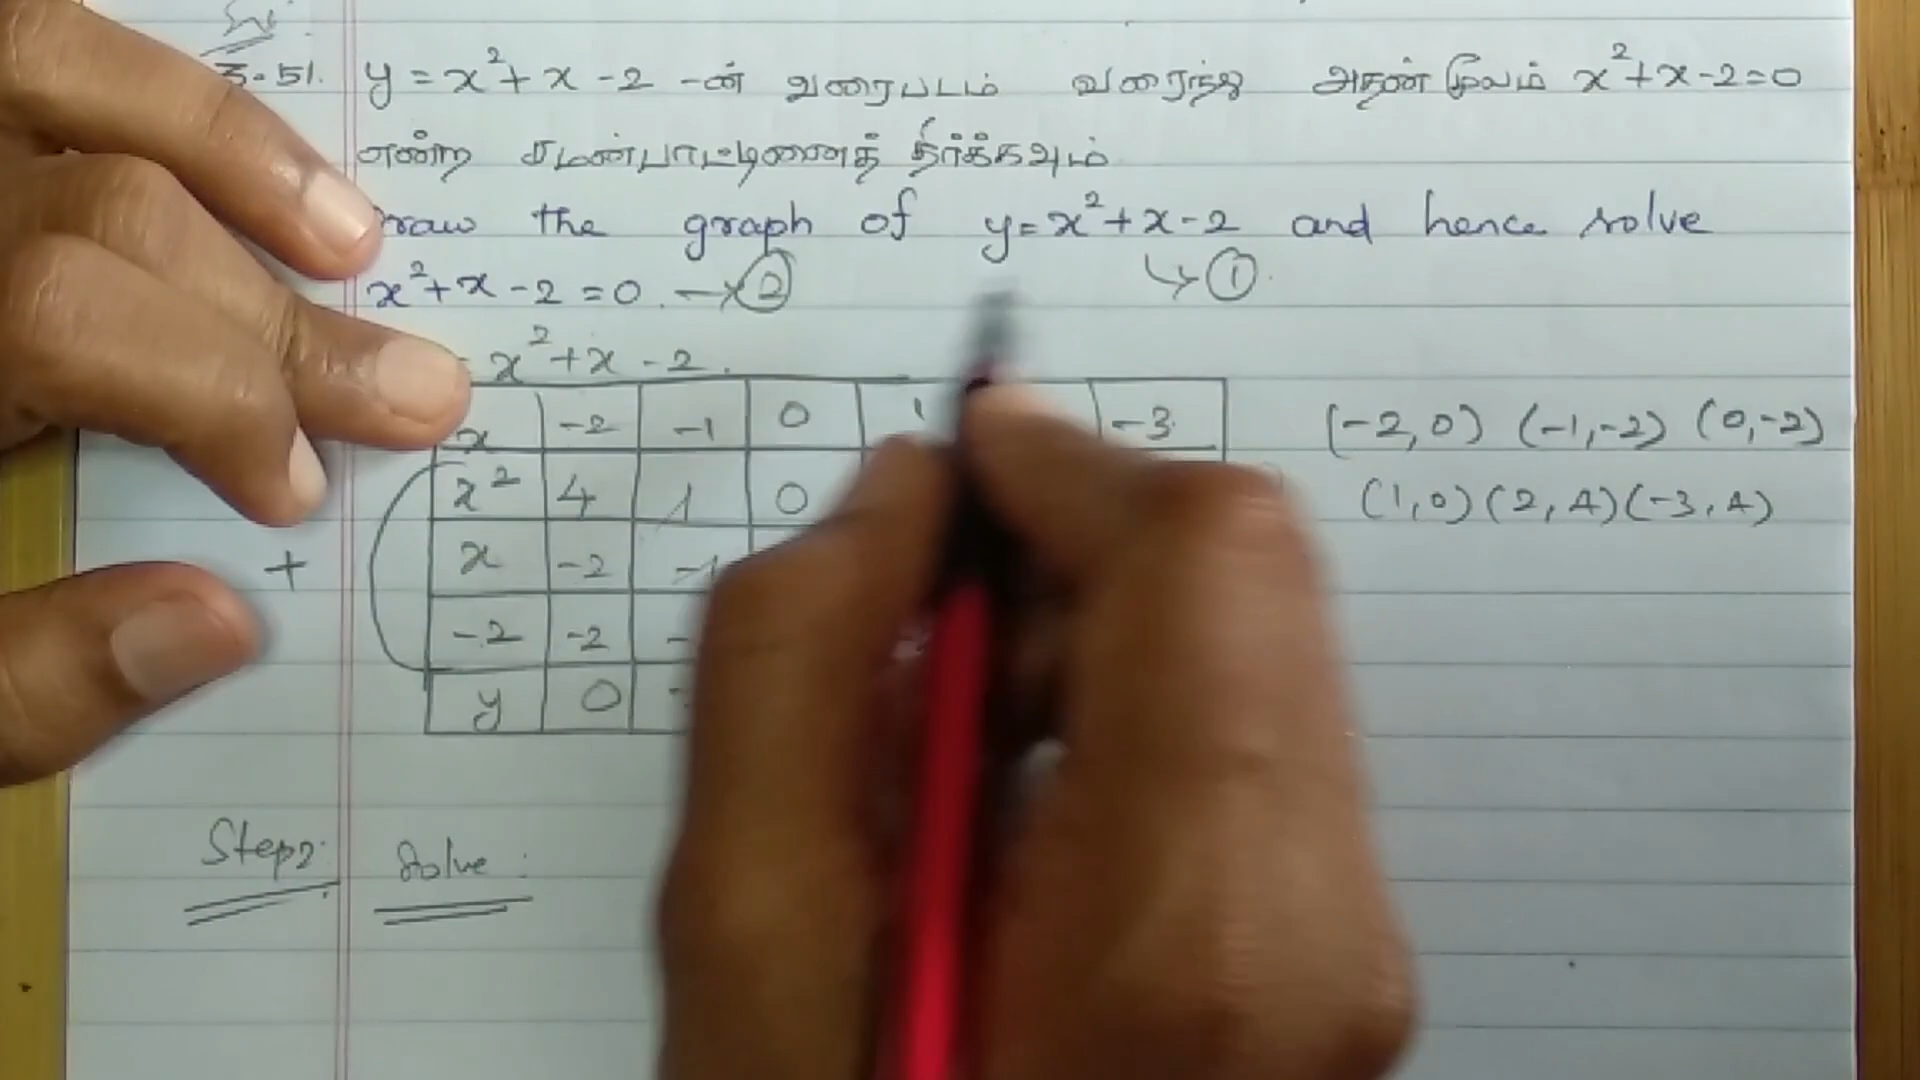 3.51. y = x² + x - 2 -ன் வரைபடம் வரைந்து அதன் மூலம் x² + x - 2 = 0
என்ற சமன்பாட்டினைத் தீர்க்கவும்
raw the graph of y = x² + x - 2 and hence solve
→ ①
x² + x - 2 = 0. → ②
x² + x - 2.
x -2 -1 0 1 -3
x² 4 1 0
+ x -2 -1
-2 -2 -
y 0 -
(-2, 0) (-1, -2) (0, -2)
(1, 0) (2, 4) (-3, 4)
Step2: Solve :